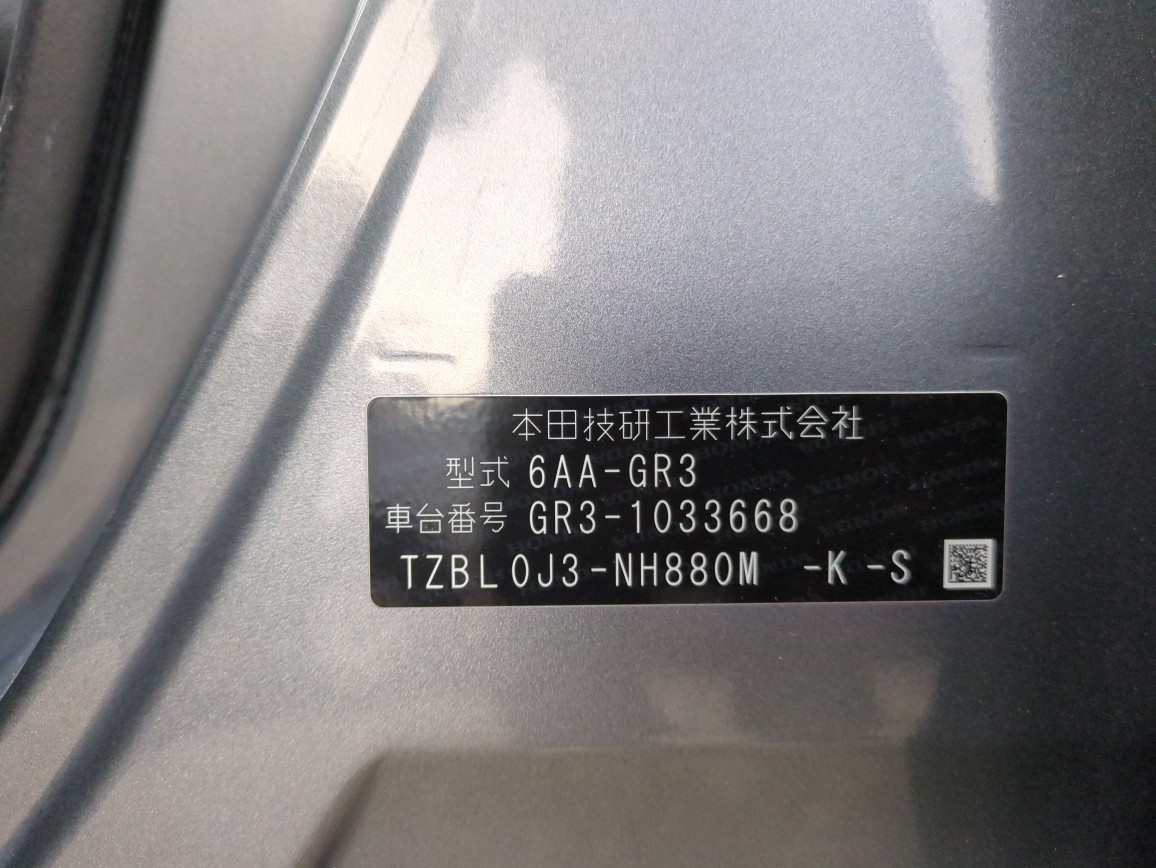 本田技研工業株式会社
型式 6AA-GR3
車台番号 GR3-1033668
TZBL0J3-NH880M -K -S